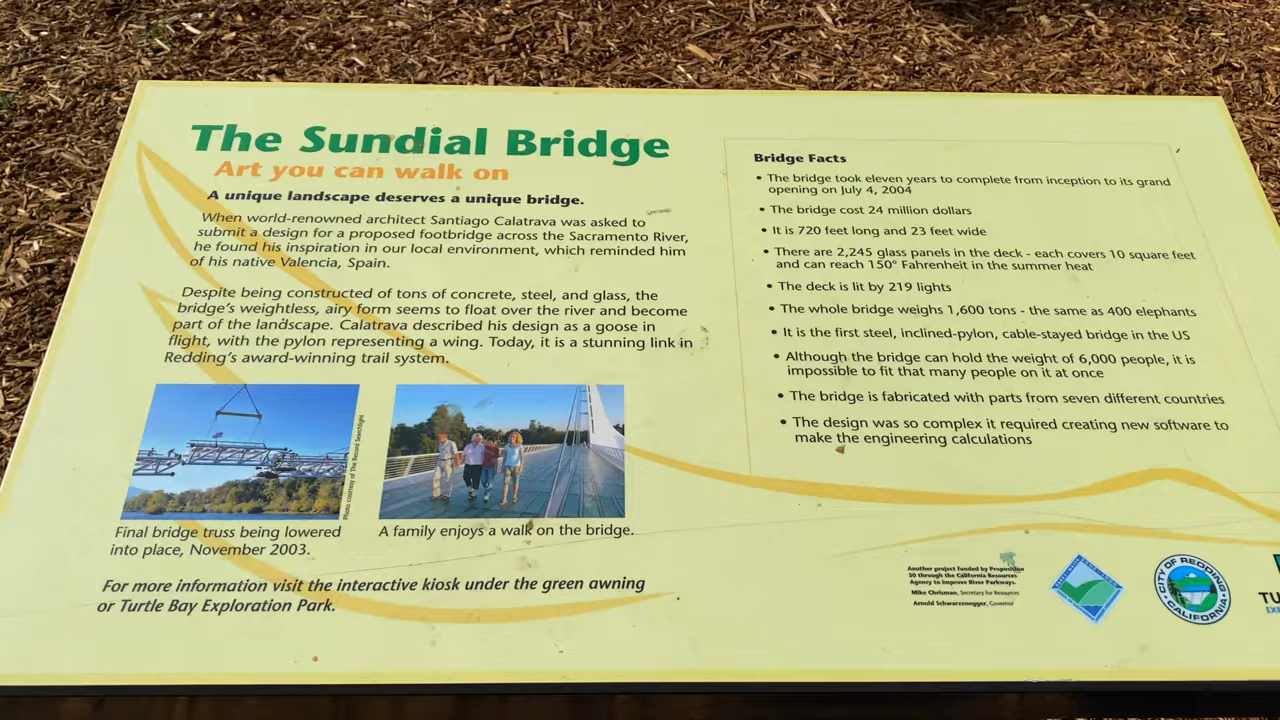 The Sundial Bridge
Art you can walk on
A unique landscape deserves a unique bridge.
When world-renowned architect Santiago Calatrava was asked to
submit a design for a proposed footbridge across the Sacramento River,
he found his inspiration in our local environment, which reminded him
of his native Valencia, Spain.
Despite being constructed of tons of concrete, steel, and glass, the
bridge's weightless, airy form seems to float over the river and become
part of the landscape. Calatrava described his design as a goose in
flight, with the pylon representing a wing. Today, it is a stunning link in
Redding's award-winning trail system.
Photo courtesy of The Record Searchlight
Final bridge truss being lowered
into place, November 2003.
A family enjoys a walk on the bridge.
For more information visit the interactive kiosk under the green awning
or Turtle Bay Exploration Park.
Bridge Facts
• The bridge took eleven years to complete from inception to its grand
opening on July 4, 2004
• The bridge cost 24 million dollars
• It is 720 feet long and 23 feet wide
• There are 2,245 glass panels in the deck - each covers 10 square feet
and can reach 150° Fahrenheit in the summer heat
• The deck is lit by 219 lights
• The whole bridge weighs 1,600 tons - the same as 400 elephants
• It is the first steel, inclined-pylon, cable-stayed bridge in the US
• Although the bridge can hold the weight of 6,000 people, it is
impossible to fit that many people on it at once
• The bridge is fabricated with parts from seven different countries
• The design was so complex it required creating new software to
make the engineering calculations
Another project funded by Proposition
50 through the California Resources
Agency to improve River Parkways.
Mike Chrisman, Secretary for Resources
Arnold Schwarzenegger, Governor
CITY OF REDDING
CALIFORNIA
TU